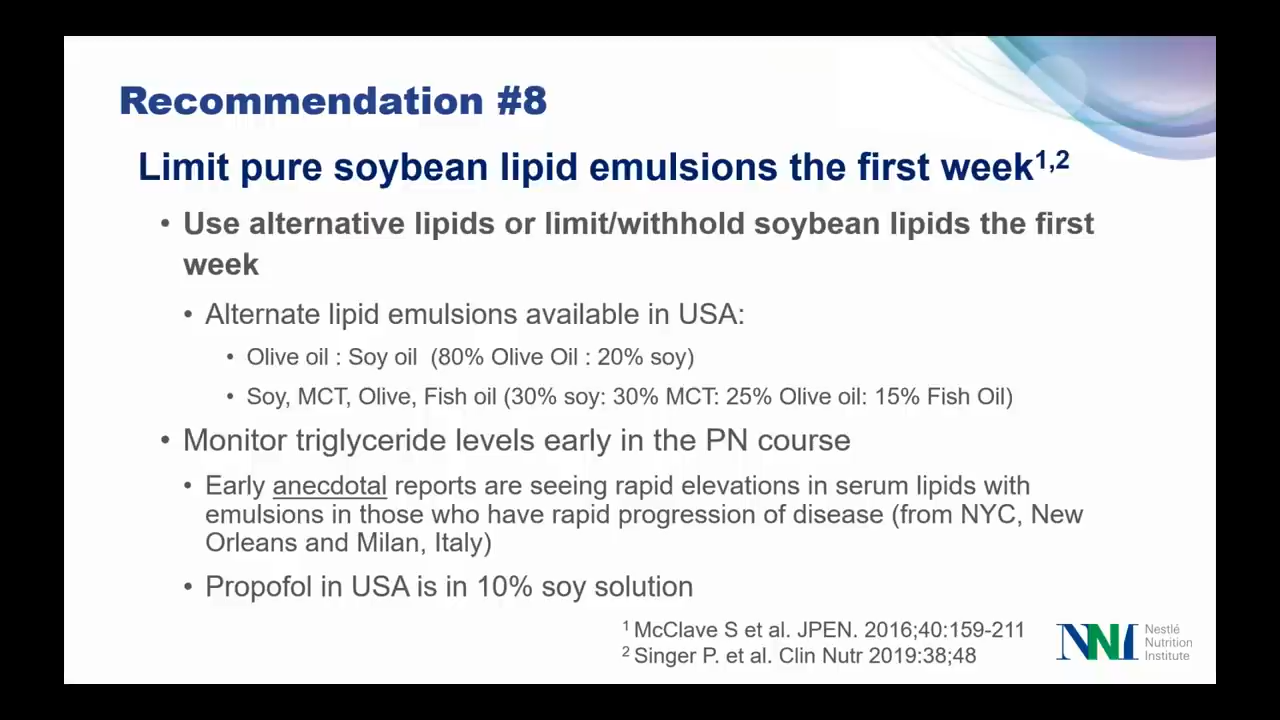 Recommendation #8
Limit pure soybean lipid emulsions the first week1,2
• Use alternative lipids or limit/withhold soybean lipids the first
week
• Alternate lipid emulsions available in USA:
• Olive oil : Soy oil (80% Olive Oil : 20% soy)
• Soy, MCT, Olive, Fish oil (30% soy: 30% MCT: 25% Olive oil: 15% Fish Oil)
• Monitor triglyceride levels early in the PN course
• Early anecdotal reports are seeing rapid elevations in serum lipids with
emulsions in those who have rapid progression of disease (from NYC, New
Orleans and Milan, Italy)
• Propofol in USA is in 10% soy solution
1 McClave S et al. JPEN. 2016;40:159-211
2 Singer P. et al. Clin Nutr 2019:38;48
NNI
Nestlé
Nutrition
Institute